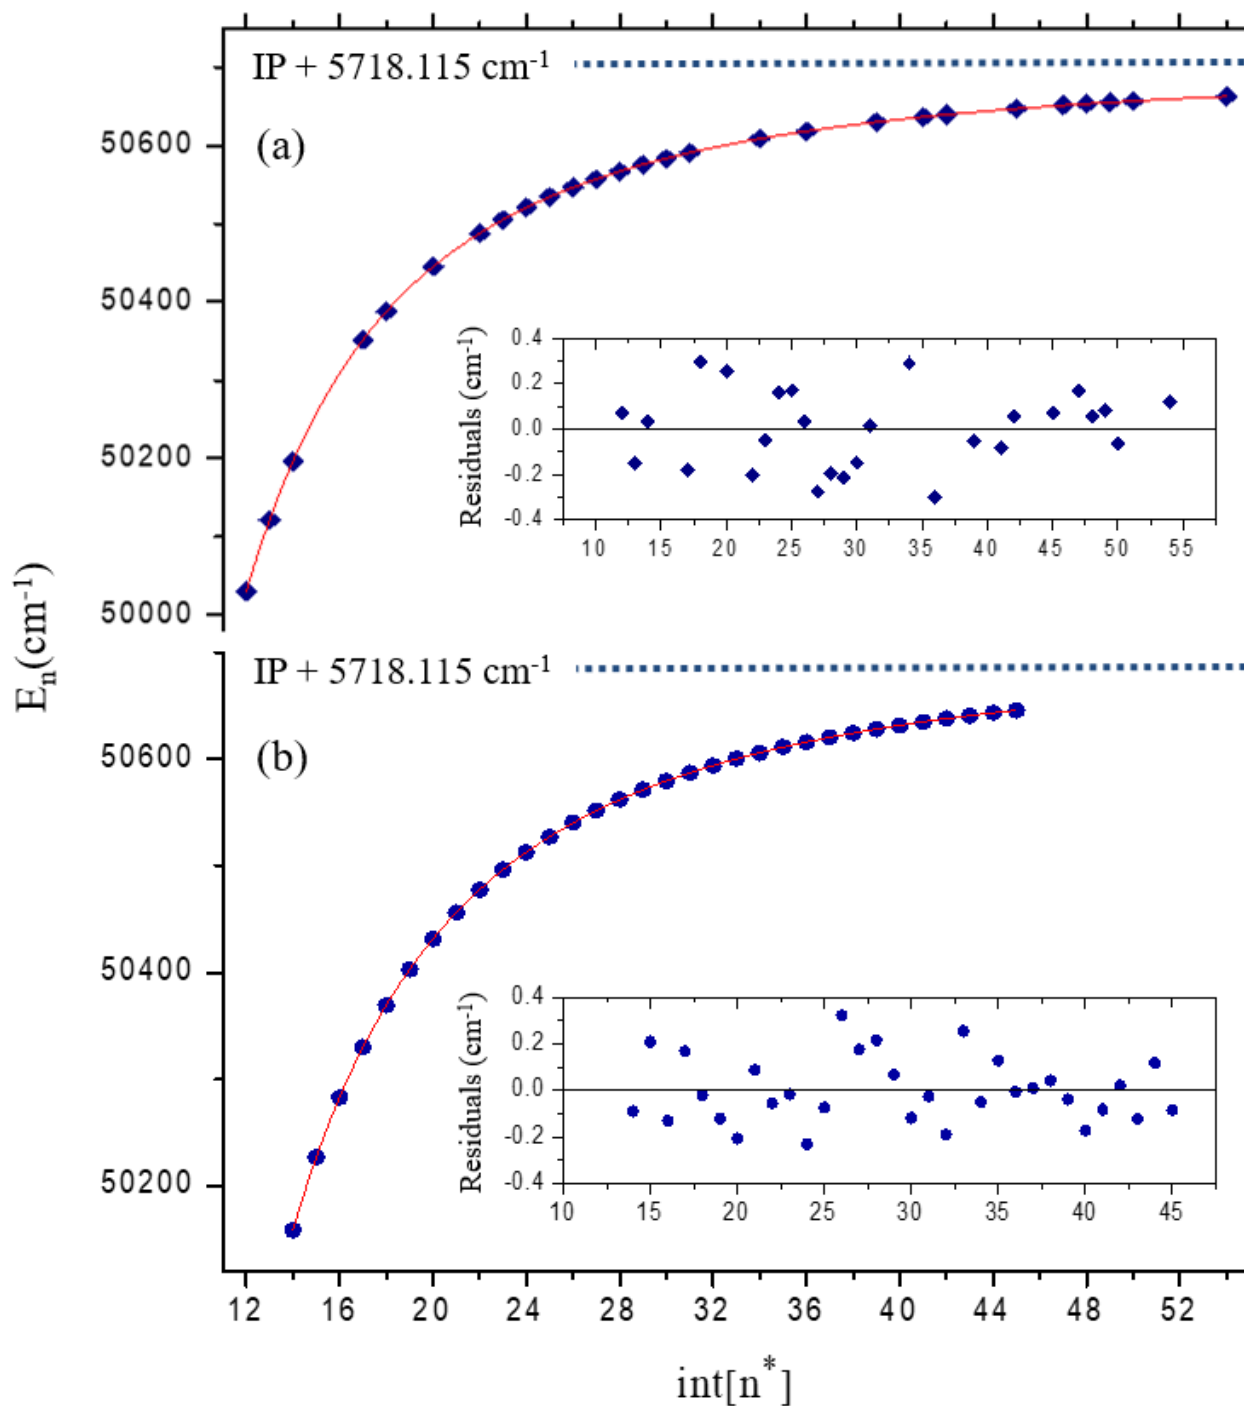 IP + 5718.115 cm⁻¹
(a)
50600
50400
50200
50000
Residuals (cm⁻¹)
0.4
0.2
0.0
-0.2
-0.4
10 15 20 25 30 35 40 45 50 55
Eₙ(cm⁻¹)
IP + 5718.115 cm⁻¹
(b)
50600
50400
50200
Residuals (cm⁻¹)
0.4
0.2
0.0
-0.2
-0.4
10 15 20 25 30 35 40 45
12 16 20 24 28 32 36 40 44 48 52
int[n*]